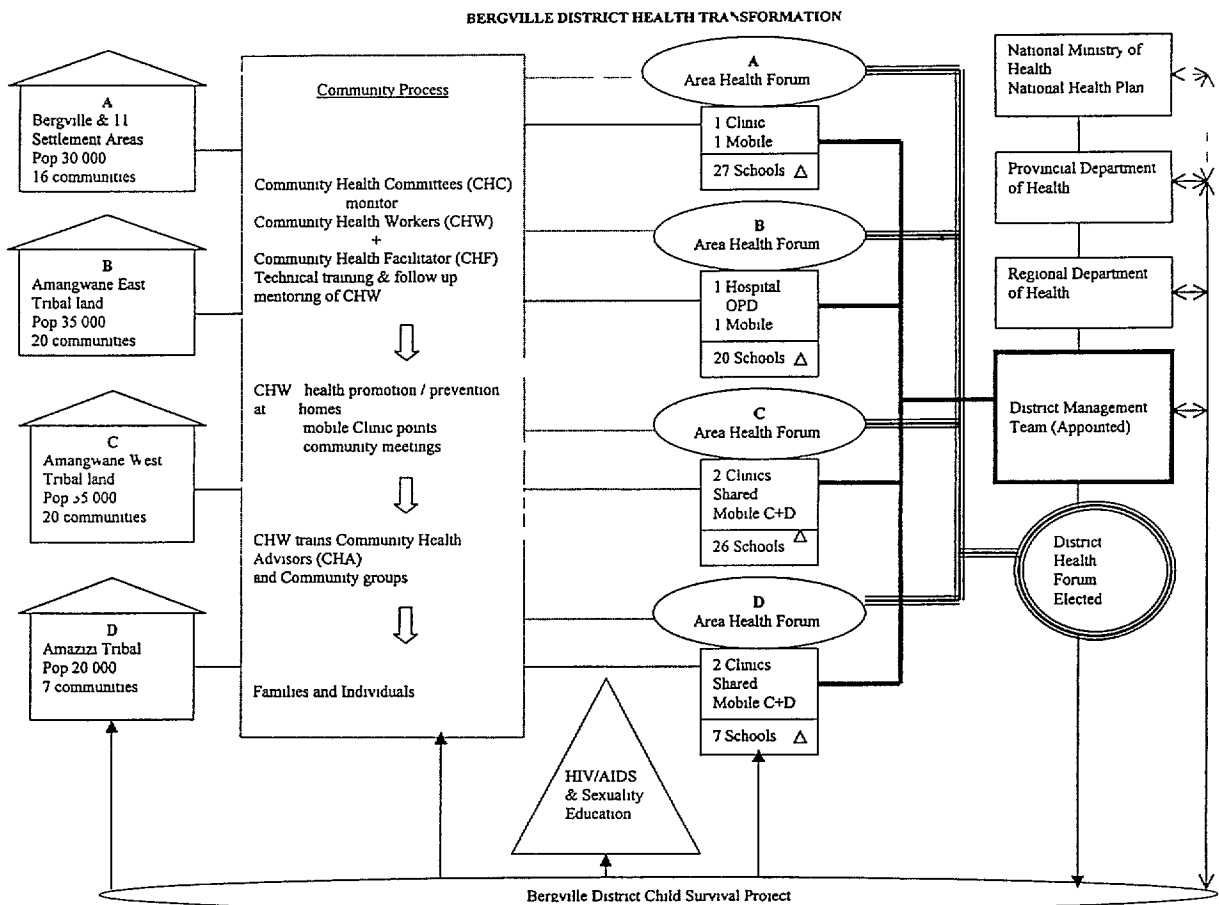 BERGVILLE DISTRICT HEALTH TRANSFORMATION
A
Bergville & 11
Settlement Areas
Pop 30 000
16 communities
B
Amangwane East
Tribal land
Pop 35 000
20 communities
C
Amangwane West
Tribal land
Pop 35 000
20 communities
D
Amazizi Tribal
Pop 20 000
7 communities
Community Process
Community Health Committees (CHC)
monitor
Community Health Workers (CHW)
+
Community Health Facilitator (CHF)
Technical training & follow up
mentoring of CHW
CHW health promotion / prevention
at homes
mobile Clinic points
community meetings
CHW trains Community Health
Advisors (CHA)
and Community groups
Families and Individuals
A
Area Health Forum
1 Clinic
1 Mobile
27 Schools Δ
B
Area Health Forum
1 Hospital
OPD
1 Mobile
20 Schools Δ
C
Area Health Forum
2 Clinics
Shared
Mobile C+D
26 Schools Δ
D
Area Health Forum
2 Clinics
Shared
Mobile C+D
7 Schools Δ
HIV/AIDS
& Sexuality
Education
National Ministry of
Health
National Health Plan
Provincial Department
of Health
Regional Department
of Health
District Management
Team (Appointed)
District
Health
Forum
Elected
Bergville District Child Survival Project